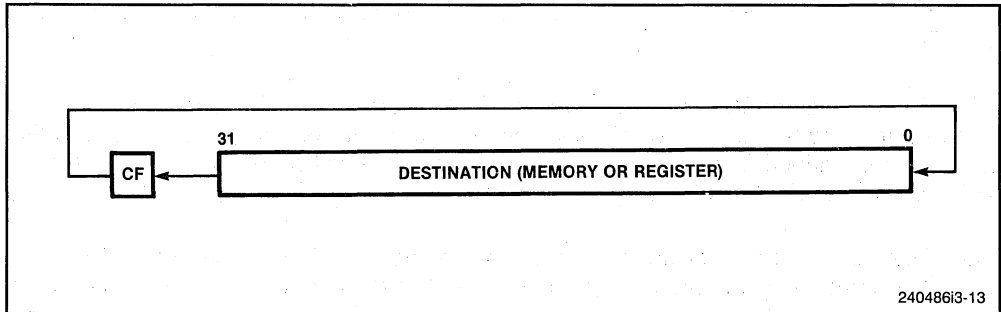 31 0
CF DESTINATION (MEMORY OR REGISTER)
240486i3-13